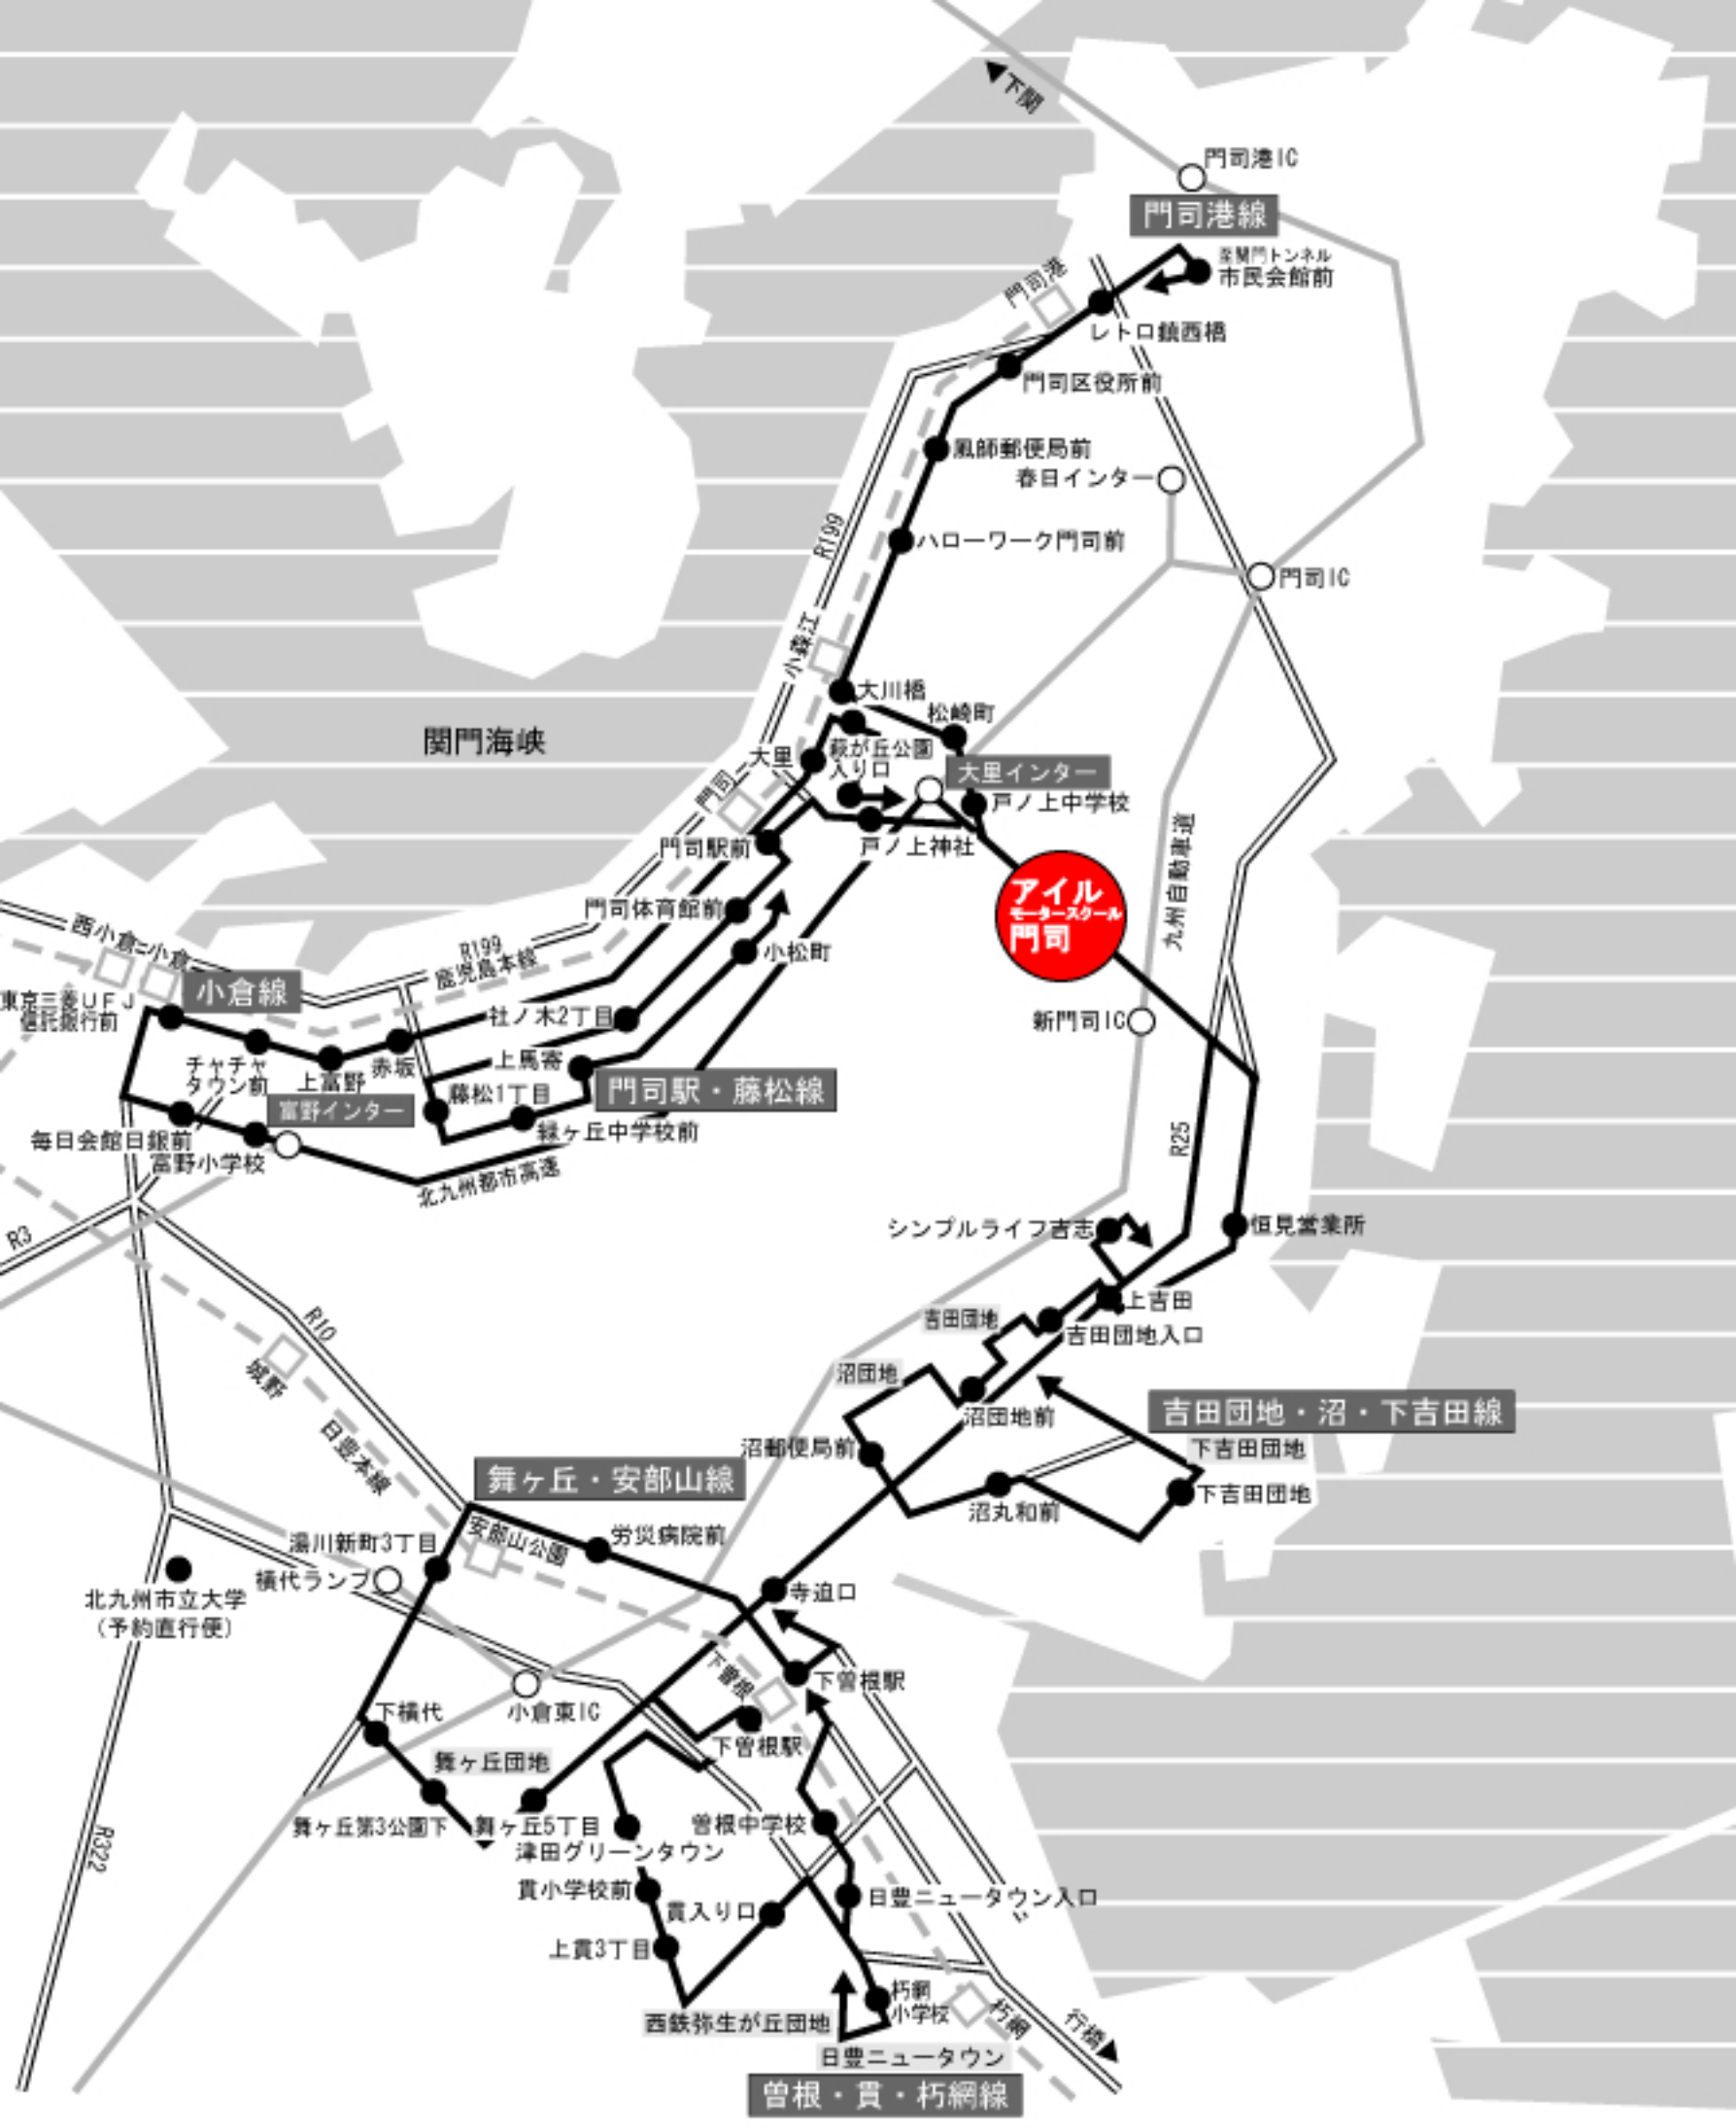 下関
門司港IC
門司港線
至関門トンネル
市民会館前
門司港
レトロ鎮西橋
門司区役所前
風師郵便局前
春日インター
R199
ハローワーク門司前
門司IC
小森江
大川橋
松崎町
関門海峡
大里
萩が丘公園
入り口
大里インター
門司
戸ノ上中学校
門司駅前
戸ノ上神社
九州自動車道
アイル
モータースクール
門司
門司体育館前
西小倉
小倉
R199
鹿児島本線
小松町
小倉線
東京三菱UFJ
信託銀行前
社ノ木2丁目
新門司IC
チャチャ
タウン前
上富野
赤坂
上馬寄
門司駅・藤松線
藤松1丁目
富野インター
緑ヶ丘中学校前
毎日会館日銀前
富野小学校
北九州都市高速
R25
R3
シンプルライフ吉志
恒見営業所
上吉田
R10
吉田団地
吉田団地入口
城野
沼団地
沼団地前
吉田団地・沼・下吉田線
日豊本線
沼郵便局前
下吉田団地
舞ヶ丘・安部山線
下吉田団地
沼丸和前
湯川新町3丁目
安部山公園
労災病院前
横代ランプ
北九州市立大学
(予約直行便)
寺迫口
下曽根
下曽根駅
小倉東IC
下横代
下曽根駅
舞ヶ丘団地
舞ヶ丘第3公園下
舞ヶ丘5丁目
曽根中学校
津田グリーンタウン
R322
貫小学校前
日豊ニュータウン入口
貫入り口
上貫3丁目
朽網
小学校
西鉄弥生が丘団地
朽網
行橋
日豊ニュータウン
曽根・貫・朽網線